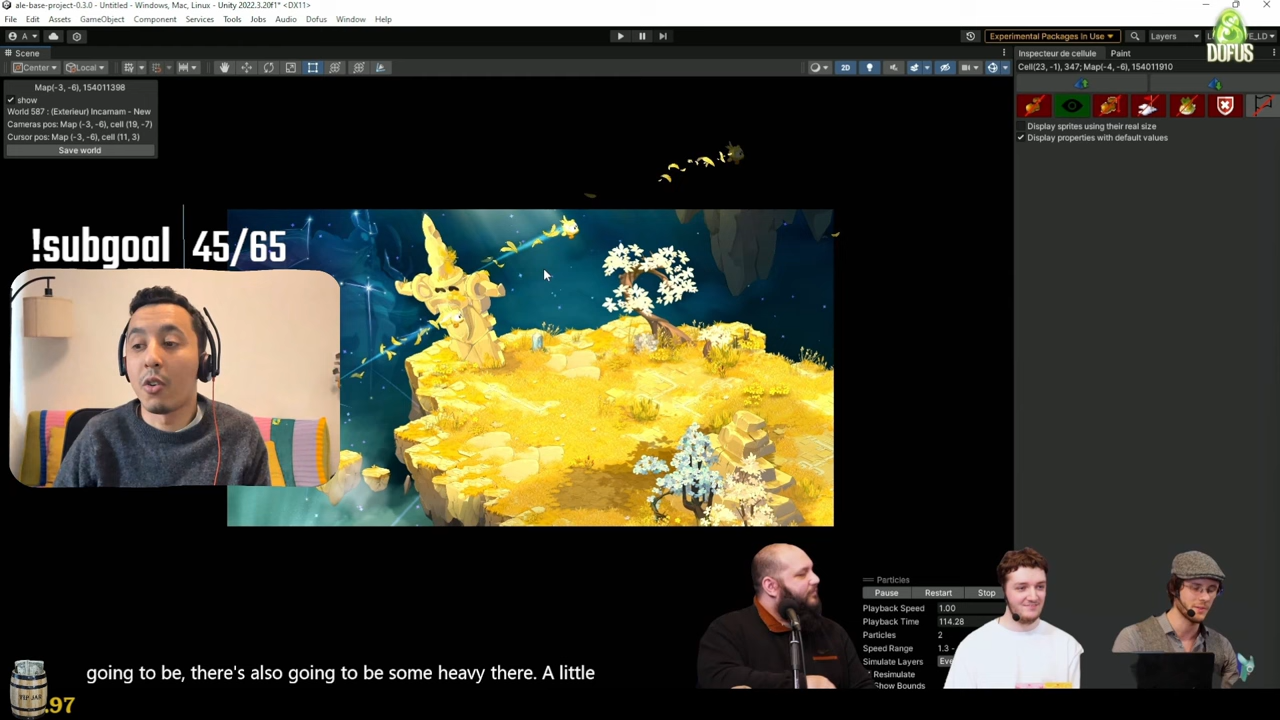 ale-base-project-0.3.0 - Untitled - Windows, Mac, Linux - Unity 2022.3.20f1* <DX11>
File Edit Assets GameObject Component Services Tools Jobs Audio Dofus Window Help
A
Experimental Packages In Use
Layers
DOFUS
Scene
Inspecteur de cellule Paint
Center Local
2D
Cell(23, -1), 347; Map(-4, -6), 154011910
Map(-3, -6), 154011398
show
World 587 : (Exterieur) Incarnam - New
Cameras pos: Map (-3, -6), cell (19, -7)
Cursor pos: Map (-3, -6), cell (11, 3)
Save world
Display sprites using their real size
Display properties with default values
!subgoal 45/65
Particles
Pause Restart Stop
Playback Speed 1.00
Playback Time 114.28
Particles 2
Speed Range 1.3 -
Simulate Layers
Resimulate
Show Bounds
going to be, there's also going to be some heavy there. A little
TIP JAR
.97